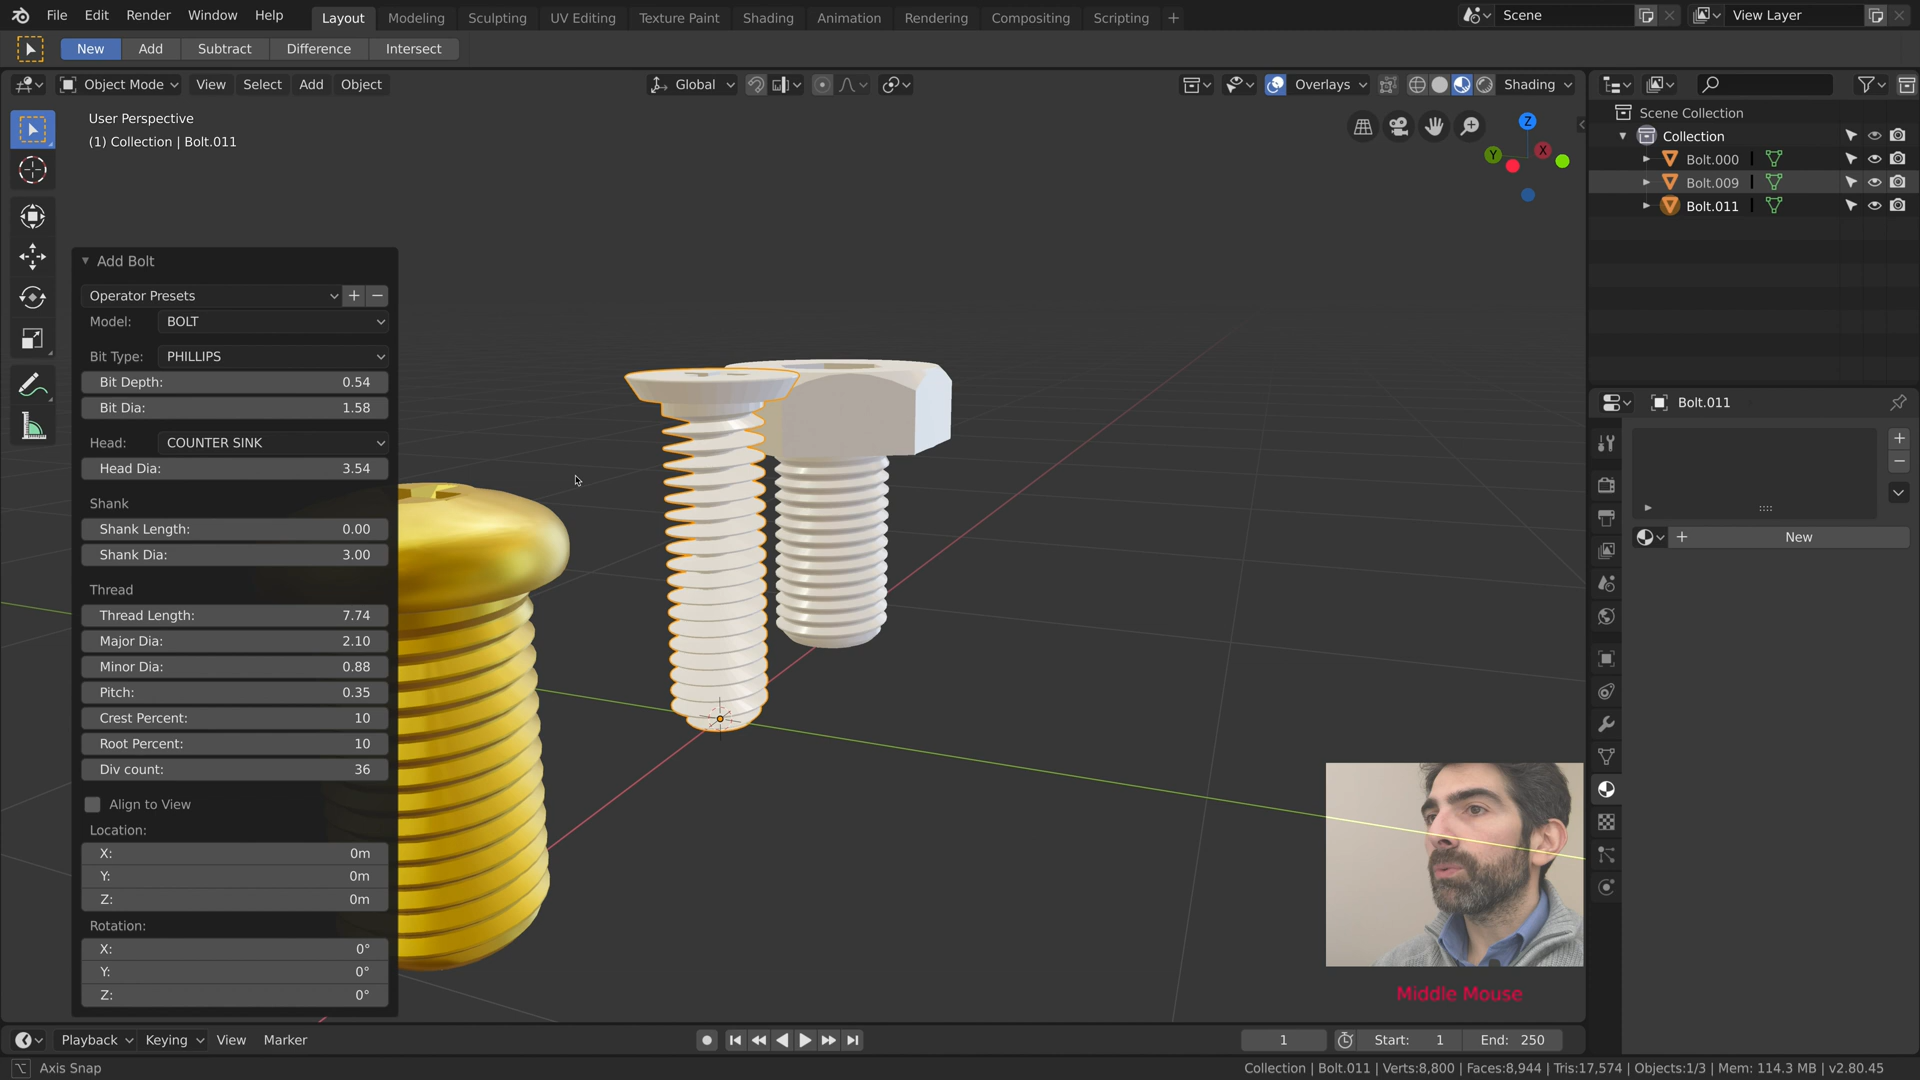 File Edit Render Window Help Layout Modeling Sculpting UV Editing Texture Paint Shading Animation Rendering Compositing Scripting + Scene View Layer
New Add Subtract Difference Intersect
Object Mode View Select Add Object Global Overlays Shading
User Perspective
(1) Collection | Bolt.011
Z
Y
X
Scene Collection
Collection
Bolt.000
Bolt.009
Bolt.011
Add Bolt
Operator Presets
Model: BOLT
Bit Type: PHILLIPS
Bit Depth: 0.54
Bit Dia: 1.58
Head: COUNTER SINK
Head Dia: 3.54
Shank
Shank Length: 0.00
Shank Dia: 3.00
Thread
Thread Length: 7.74
Major Dia: 2.10
Minor Dia: 0.88
Pitch: 0.35
Crest Percent: 10
Root Percent: 10
Div count: 36
Align to View
Location:
X: 0m
Y: 0m
Z: 0m
Rotation:
X: 0°
Y: 0°
Z: 0°
Bolt.011
New
Middle Mouse
Playback Keying View Marker 1 Start: 1 End: 250
Axis Snap
Collection | Bolt.011 | Verts:8,800 | Faces:8,944 | Tris:17,574 | Objects:1/3 | Mem: 114.3 MB | v2.80.45